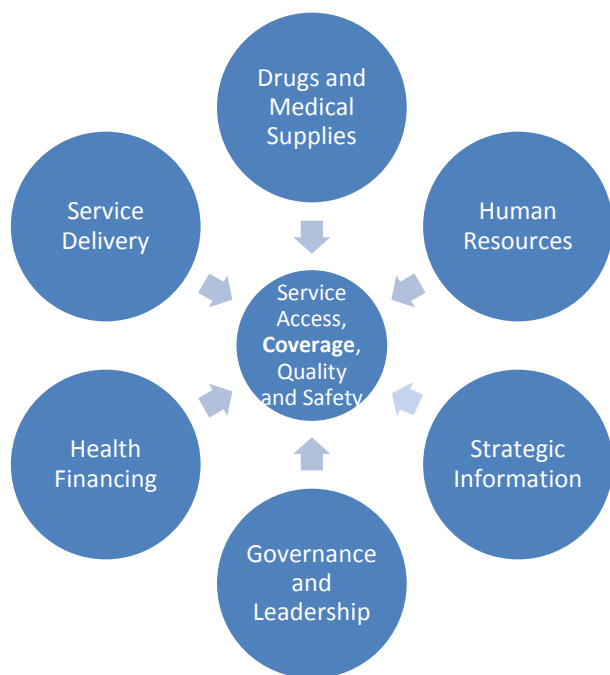 Drugs and
Medical
Supplies
Service
Delivery
Human
Resources
Service
Access,
Coverage,
Quality
and Safety
Health
Financing
Strategic
Information
Governance
and
Leadership